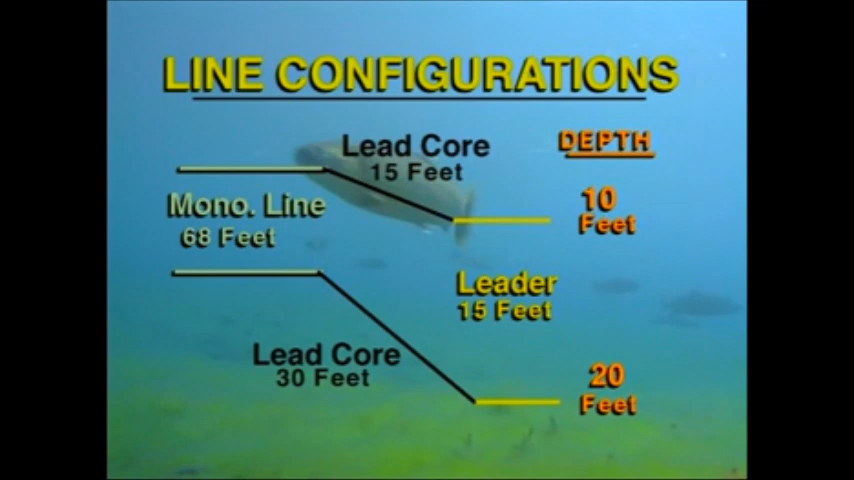 LINE CONFIGURATIONS
Lead Core
15 Feet
DEPTH
Mono. Line
68 Feet
10
Feet
Leader
15 Feet
Lead Core
30 Feet
20
Feet